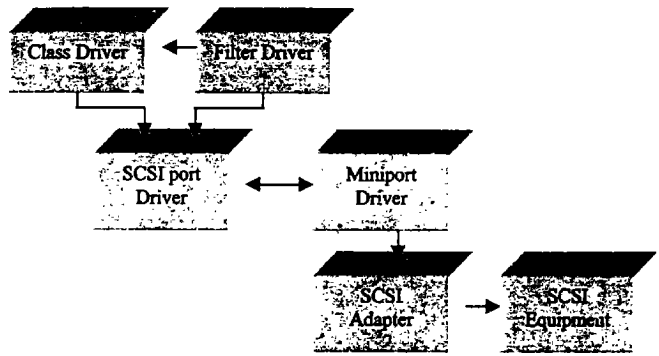 Class Driver
Filter Driver
SCSI port
Driver
Miniport
Driver
SCSI
Adapter
SCSI
Equipment